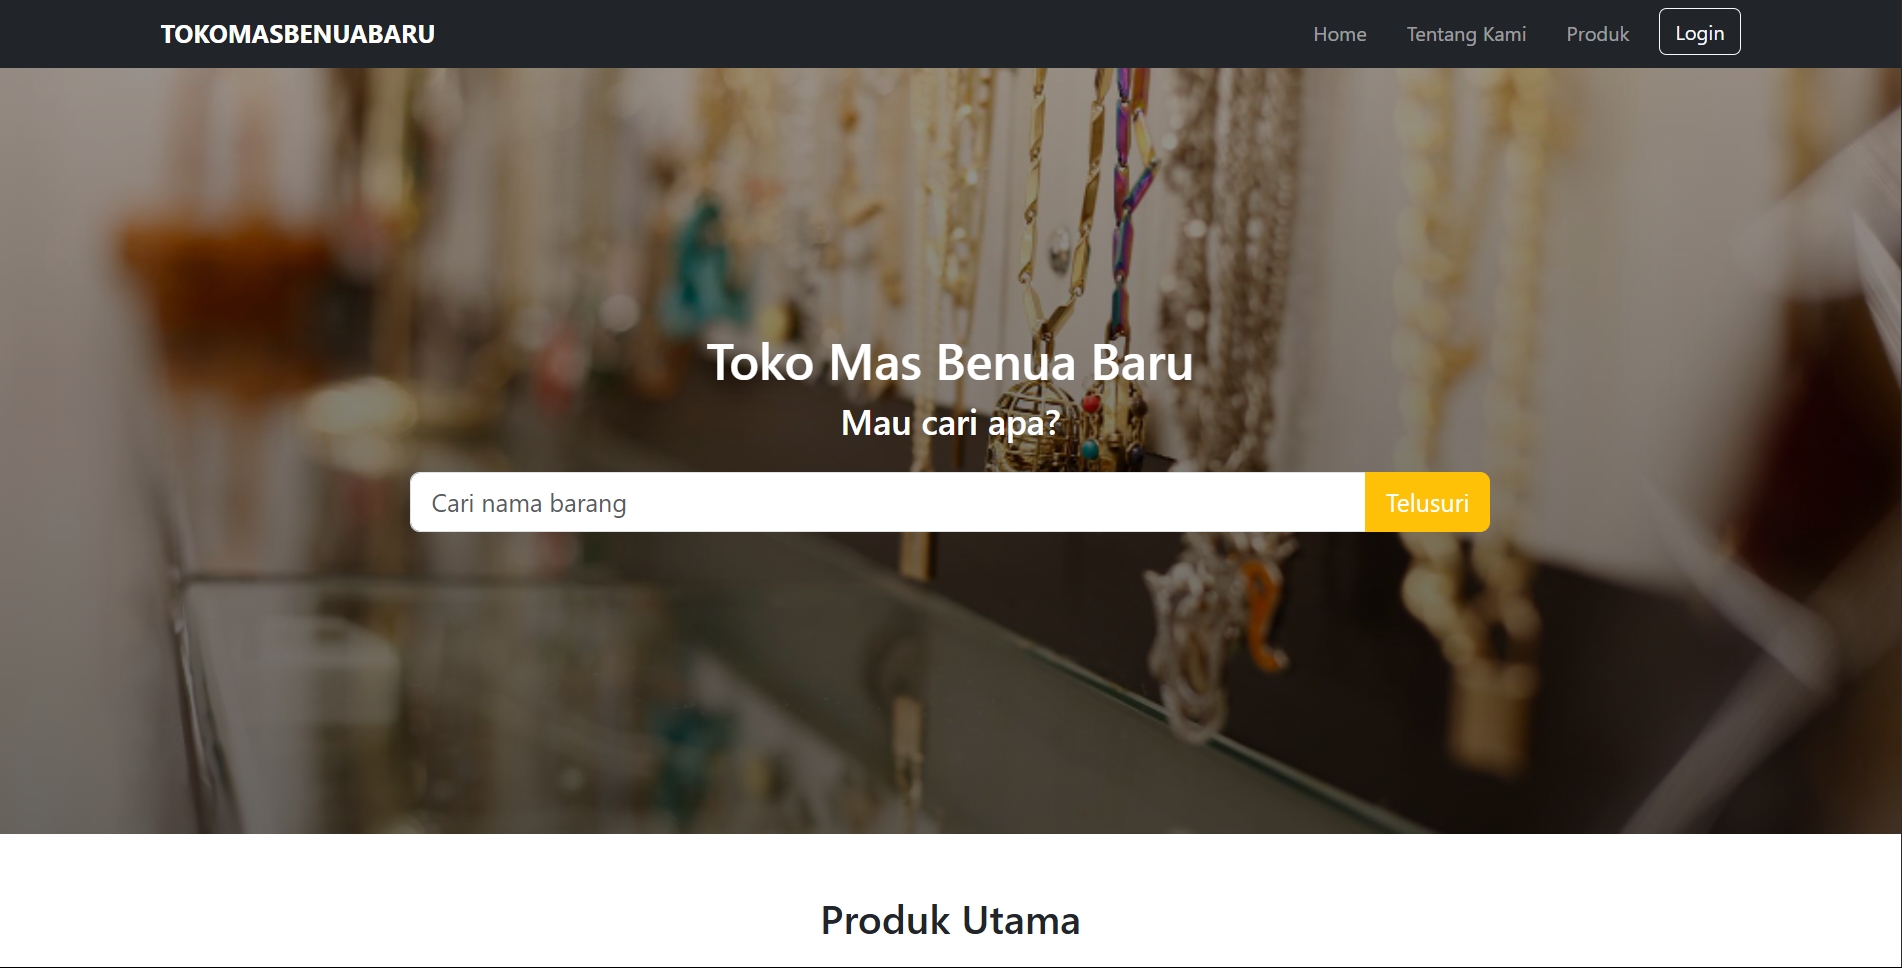 TOKOMASBENUABARU
Home Tentang Kami Produk Login
Toko Mas Benua Baru
Mau cari apa?
Cari nama barang Telusuri
Produk Utama